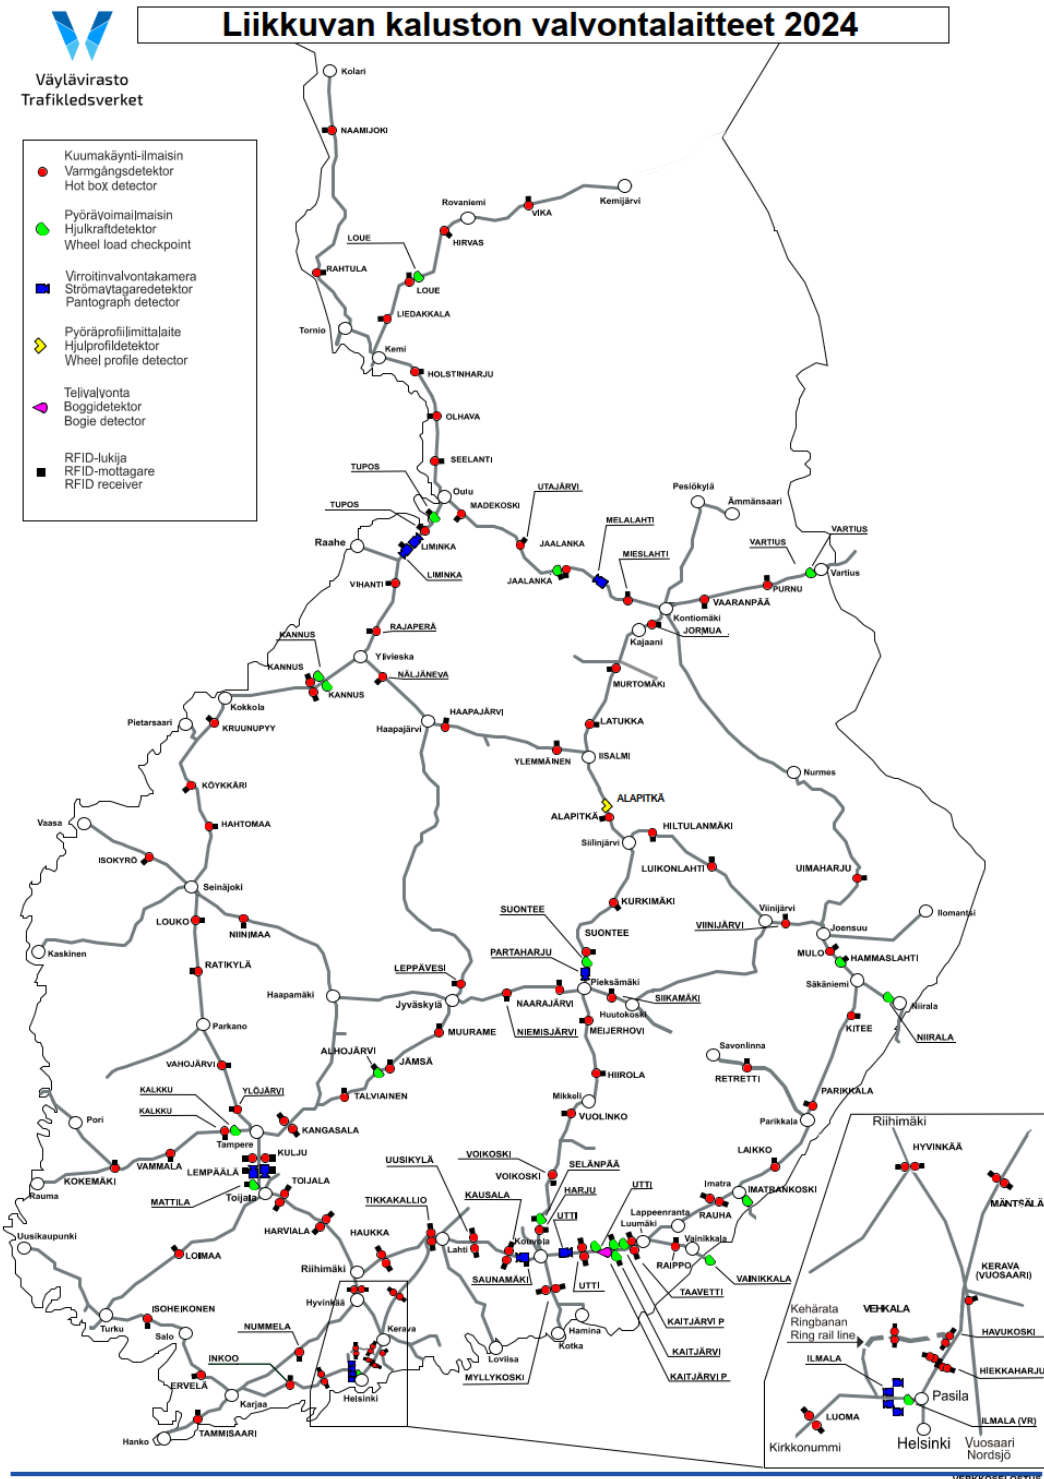 Liikkuvan kaluston valvontalaitteet 2024
Väylävirasto
Trafikledsverket
Kuumakäynti-ilmaisin
Varmgångsdetektor
Hot box detector
Pyörävoimailmaisin
Hjulkraftdetektor
Wheel load checkpoint
Virroitinvalvontakamera
Strömavtagaredetektor
Pantograph detector
Pyöräprofiilimittalaite
Hjulprofildetektor
Wheel profile detector
Telivalvonta
Boggidetektor
Bogie detector
RFID-lukija
RFID-mottagare
RFID receiver
Kolari
NAAMIJOKI
Kemijärvi
Rovaniemi
VIKA
LOUE
HIRVAS
RAHTULA
LOUE
LIEDAKKALA
Tornio
Kemi
HOLSTINHARJU
OLHAVA
SEELANTI
TUPOS
Oulu
UTAJÄRVI
Pesiökylä
Ämmänsaari
TUPOS
MADEKOSKI
MELALAHTI
VARTIUS
Raahe
LIMINKA
JAALANKA
MIESLAHTI
VARTIUS
LIMINKA
JAALANKA
Vartius
VIHANTI
PURNU
VAARANPÄÄ
RAJAPERÄ
Kontiomäki
JORMUA
KANNUS
Kajaani
Ylivieska
KANNUS
NÄLJÄNEVA
MURTOMÄKI
KANNUS
Kokkola
HAAPAJÄRVI
LATUKKA
Pietarsaari
KRUUNUPYY
Haapajärvi
YLEMMÄINEN
IISALMI
Nurmes
KÖYKKÄRI
ALAPITKÄ
ALAPITKÄ
Vaasa
HAHTOMAA
HILTULANMÄKI
Siilinjärvi
ISOKYRÖ
LUIKONLAHTI
UIMAHARJU
Seinäjoki
KURKIMÄKI
Viinijärvi
Ilomantsi
LOUKO
SUONTEE
VIINIJÄRVI
NIINIMAA
SUONTEE
Joensuu
Kaskinen
PARTAHARJU
MULO
HAMMASLAHTI
RATIKYLÄ
LEPPÄVESI
Pieksämäki
Säkäniemi
Haapamäki
Jyväskylä
NAARAJÄRVI
SIIKAMÄKI
Niirala
Huutokoski
Parkano
MUURAME
NIEMISJÄRVI
MEIJERHOVI
KITEE
NIIRALA
ALHOJÄRVI
Savonlinna
VAHOJÄRVI
JÄMSÄ
HIIROLA
RETRETTI
KALKKU
YLÖJÄRVI
TALVIAINEN
Mikkeli
PARIKKALA
KALKKU
VUOLINKO
Pori
KANGASALA
Parikkala
Tampere
Riihimäki
VAMMALA
KULJU
UUSIKYLÄ
VOIKOSKI
SELÄNPÄÄ
LAIKKO
HYVINKÄÄ
KOKEMÄKI
LEMPÄÄLÄ
VOIKOSKI
UTTI
Imatra
Rauma
MATTILA
TOIJALA
KAUSALA
HARJU
IMATRANKOSKI
MÄNTSÄLÄ
Toijala
TIKKAKALLIO
UTTI
Lappeenranta
RAUHA
Uusikaupunki
HARVIALA
HAUKKA
Luumäki
LOIMAA
Lahti
Kouvola
Vainikkala
Riihimäki
SAUNAMÄKI
UTTI
RAIPPO
KERAVA
(VUOSAARI)
VAINIKKALA
TAAVETTI
Hyvinkää
ISOHEIKONEN
Kehärata
Ringbanan
Ring rail line
VEHKALA
Turku
Salo
NUMMELA
Kerava
Hamina
KAITJÄRVI P
HAVUKOSKI
Kotka
Loviisa
KAITJÄRVI
INKOO
ILMALA
HIEKKAHARJU
ERVELÄ
MYLLYKOSKI
KAITJÄRVI P
Karjaa
Helsinki
Pasila
LUOMA
ILMALA (VR)
Hanko
TAMMISAARI
Kirkkonummi
Helsinki
Vuosaari
Nordsjö